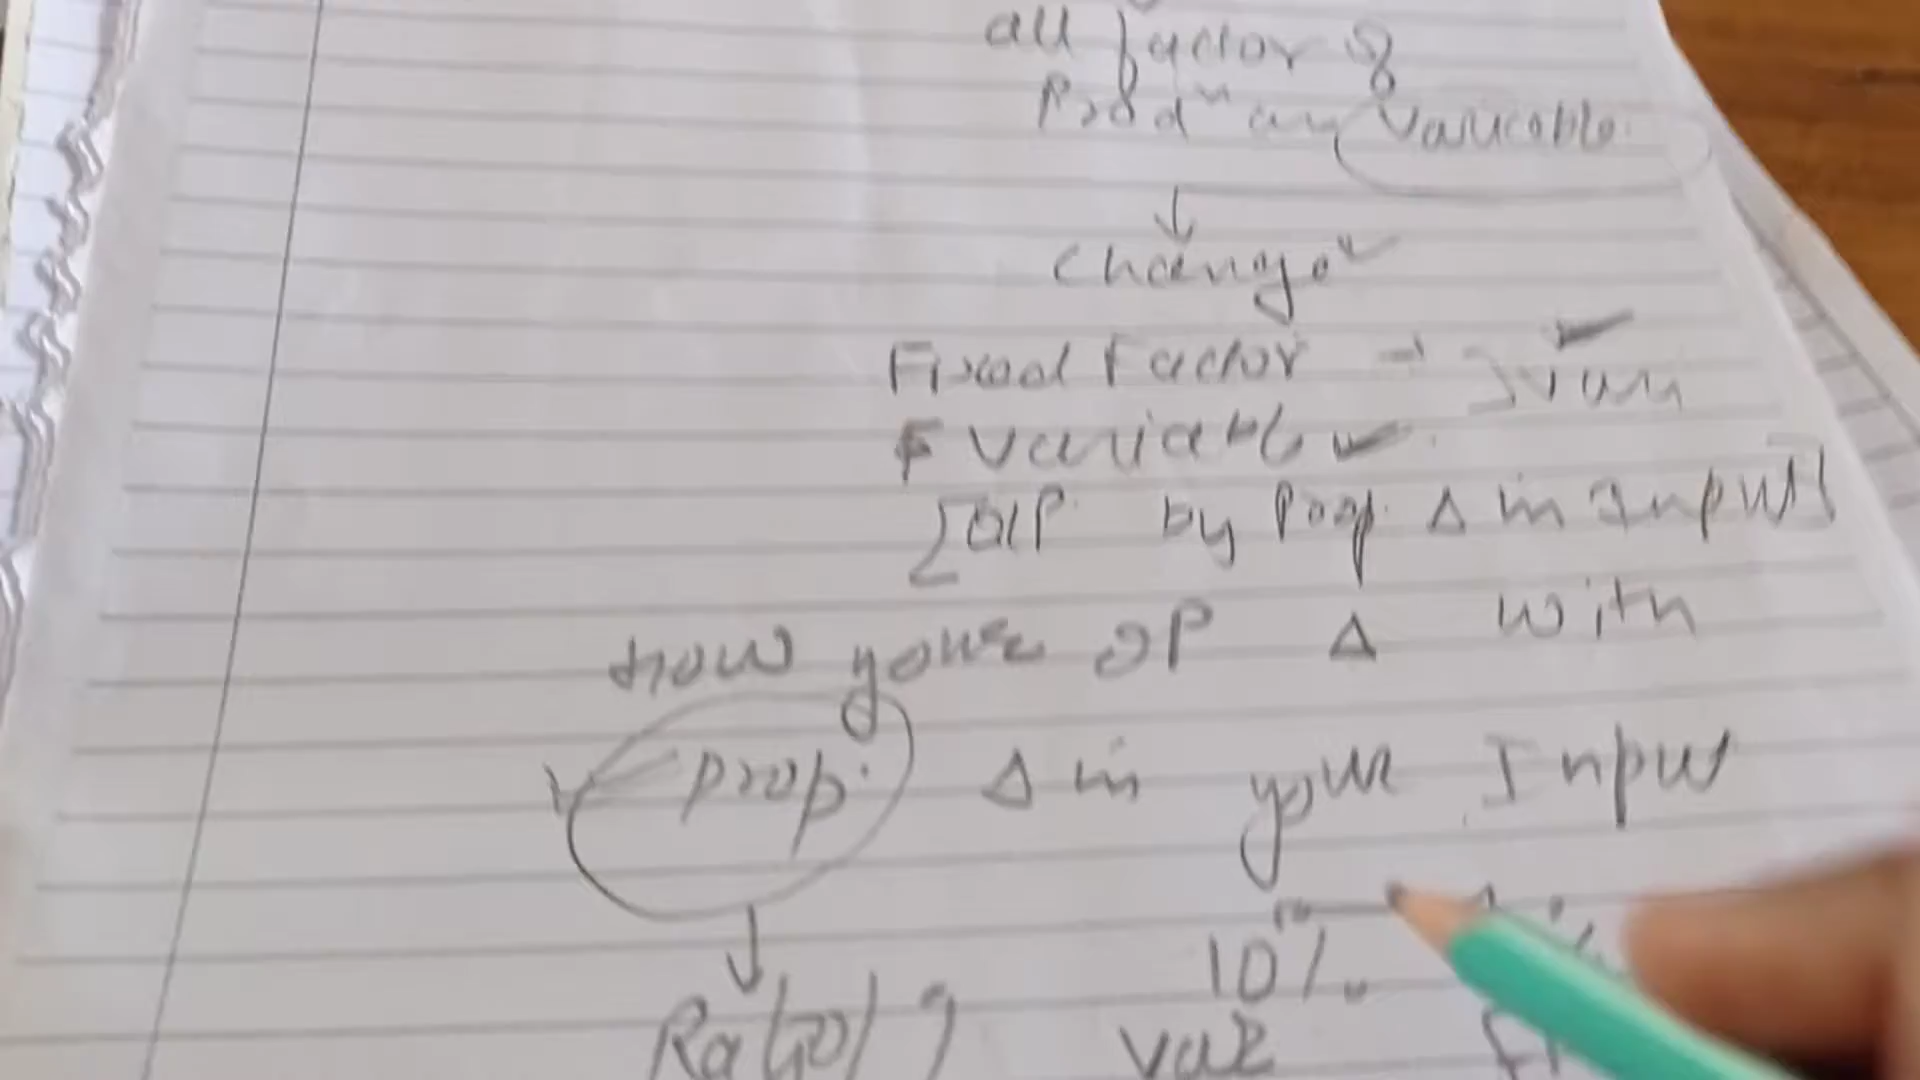 all factor of
Prodⁿ are variable
↓
Change
Fixed Factor →
F variable ✓
[O/P by Prop. Δ in Input]
how your OP Δ with
prop. Δ in your Input
↓
10%
Ratio
Var